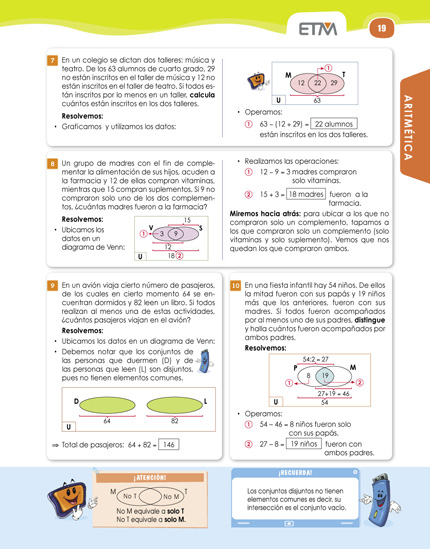 ETM
19
ARITMÉTICA
7 En un colegio se dictan dos talleres: música y
teatro. De los 63 alumnos de cuarto grado, 29
no están inscritos en el taller de música y 12 no
están inscritos en el taller de teatro. Si todos es-
tán inscritos por lo menos en un taller, calcula
cuántos están inscritos en los dos talleres.
Resolvemos:
• Graficamos y utilizamos los datos:
1
M T
12 22 29
U 63
• Operamos:
1 63 – (12 + 29) = 22 alumnos
están inscritos en los dos talleres.
8 Un grupo de madres con el fin de comple-
mentar la alimentación de sus hijos, acuden a
la farmacia y 12 de ellas compran vitaminas,
mientras que 15 compran suplementos. Si 9 no
compraron solo uno de los dos complemen-
tos, ¿cuántas madres fueron a la farmacia?
Resolvemos:
• Ubicamos los
datos en un
diagrama de Venn:
15
V S
1 3 9
12
U 18 2
• Realizamos las operaciones:
1 12 – 9 = 3 madres compraron
solo vitaminas.
2 15 + 3 = 18 madres fueron a la
farmacia.
Miremos hacia atrás: para ubicar a los que no
compraron solo un complemento, tapamos a
los que compraron solo un complemento (solo
vitaminas y solo suplemento). Vemos que nos
quedan los que compraron ambos.
9 En un avión viaja cierto número de pasajeros,
de los cuales en cierto momento 64 se en-
cuentran dormidos y 82 leen un libro. Si todos
realizan al menos una de estas actividades,
¿cuántos pasajeros viajan en el avión?
Resolvemos:
• Ubicamos los datos en un diagrama de Venn:
• Debemos notar que los conjuntos de
las personas que duermen (D) y de
las personas que leen (L) son disjuntos,
pues no tienen elementos comunes.
D L
64 82
U
⇒ Total de pasajeros: 64 + 82 = 146
10 En una fiesta infantil hay 54 niños. De ellos
la mitad fueron con sus papás y 19 niños
más que los anteriores, fueron con sus
madres. Si todos fueron acompañados
por al menos uno de sus padres, distingue
y halla cuántos fueron acompañados por
ambos padres.
Resolvemos:
54:2 = 27
P M
8 19
1 2
27+19 = 46
U 54
• Operamos:
1 54 – 46 = 8 niños fueron solo
con sus papás.
2 27 – 8 = 19 niños fueron con
ambos padres.
¡ATENCIÓN!
M T
No T No M
No M equivale a solo T
No T equivale a solo M.
¡RECUERDA!
Los conjuntos disjuntos no tienen
elementos comunes es decir, su
intersección es el conjunto vacío.